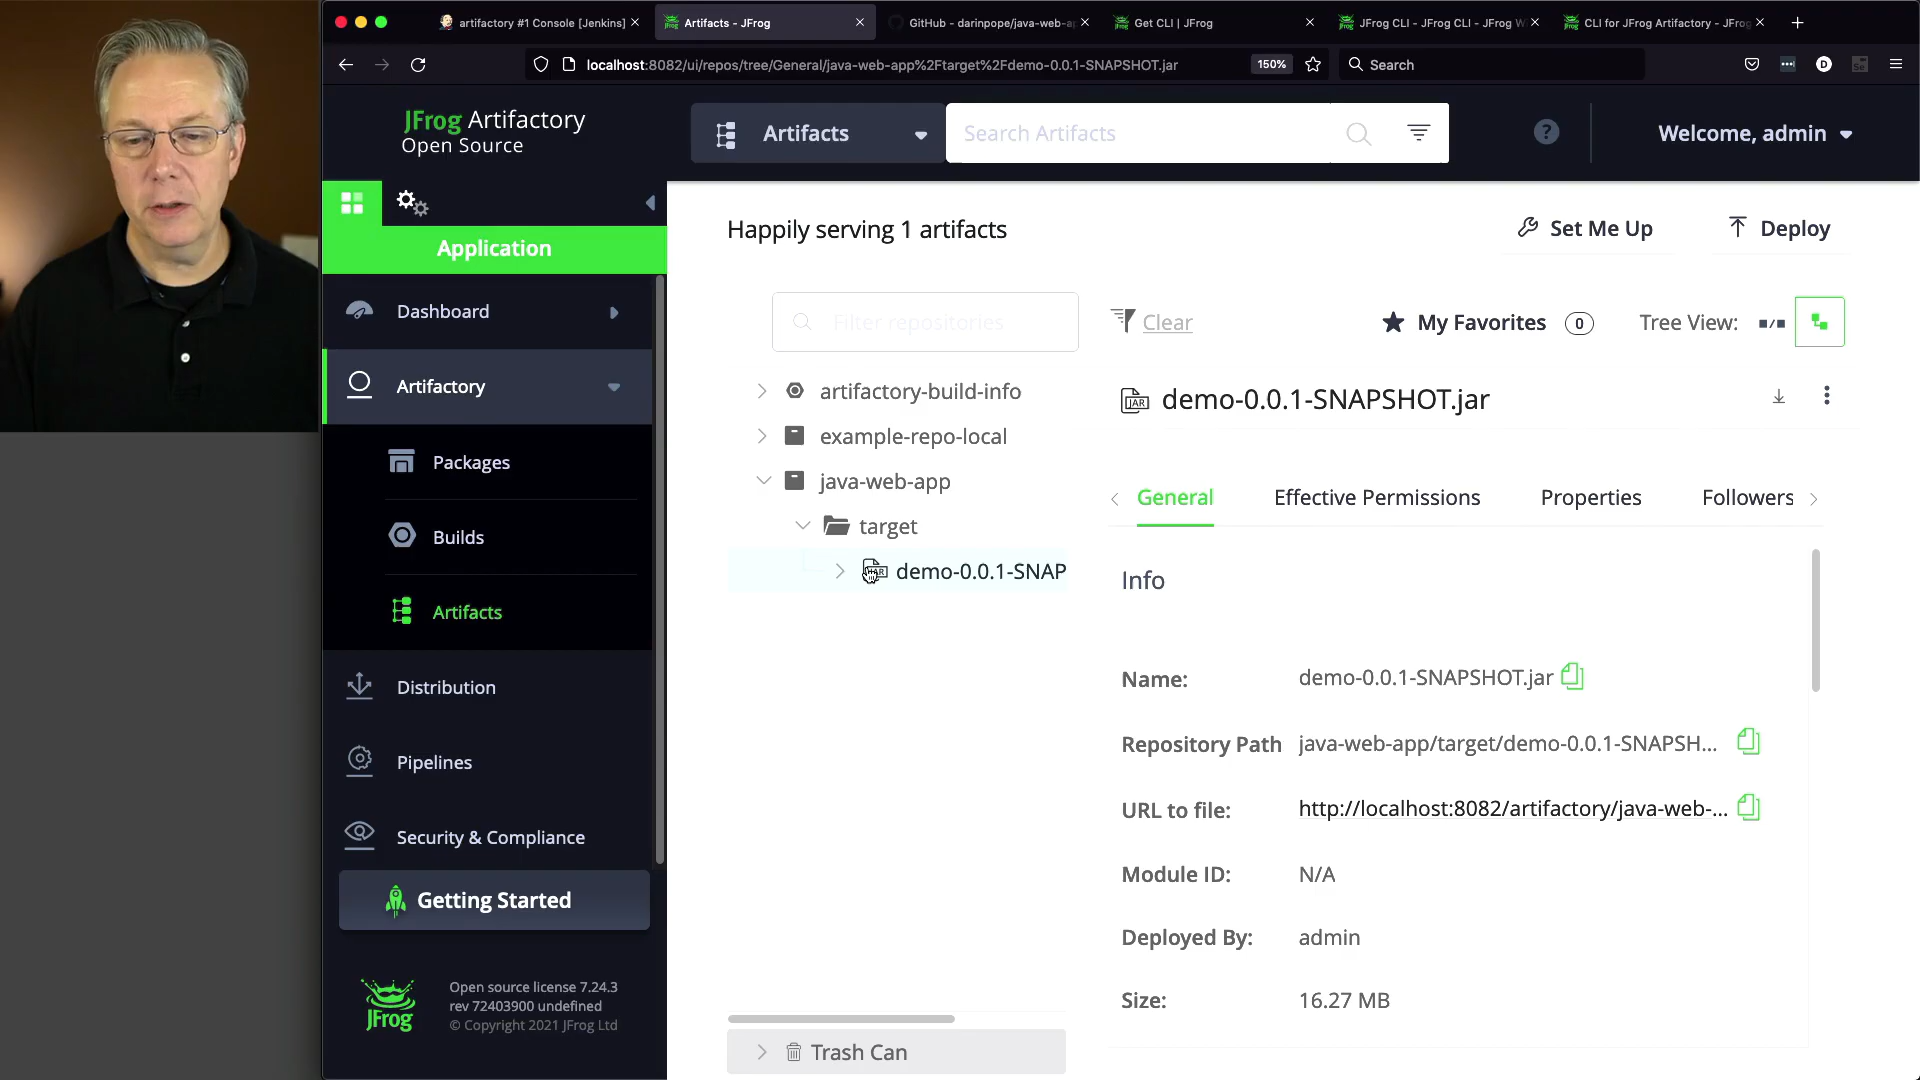 artifactory #1 Console [Jenkins]
Artifacts - JFrog
GitHub - darinpope/java-web-ap
Get CLI | JFrog
JFrog CLI - JFrog CLI - JFrog W
CLI for JFrog Artifactory - JFrog
localhost:8082/ui/repos/tree/General/java-web-app%2Ftarget%2Fdemo-0.0.1-SNAPSHOT.jar
150%
Search
JFrog Artifactory
Open Source
Artifacts
Search Artifacts
Welcome, admin
Application
Dashboard
Artifactory
Packages
Builds
Artifacts
Distribution
Pipelines
Security & Compliance
Getting Started
JFrog
Open source license 7.24.3
rev 72403900 undefined
© Copyright 2021 JFrog Ltd
Happily serving 1 artifacts
Set Me Up
Deploy
Filter repositories
Clear
My Favorites 0
Tree View:
artifactory-build-info
example-repo-local
java-web-app
target
demo-0.0.1-SNAP
Trash Can
demo-0.0.1-SNAPSHOT.jar
General
Effective Permissions
Properties
Followers
Info
Name: demo-0.0.1-SNAPSHOT.jar
Repository Path java-web-app/target/demo-0.0.1-SNAPSH...
URL to file: http://localhost:8082/artifactory/java-web-...
Module ID: N/A
Deployed By: admin
Size: 16.27 MB